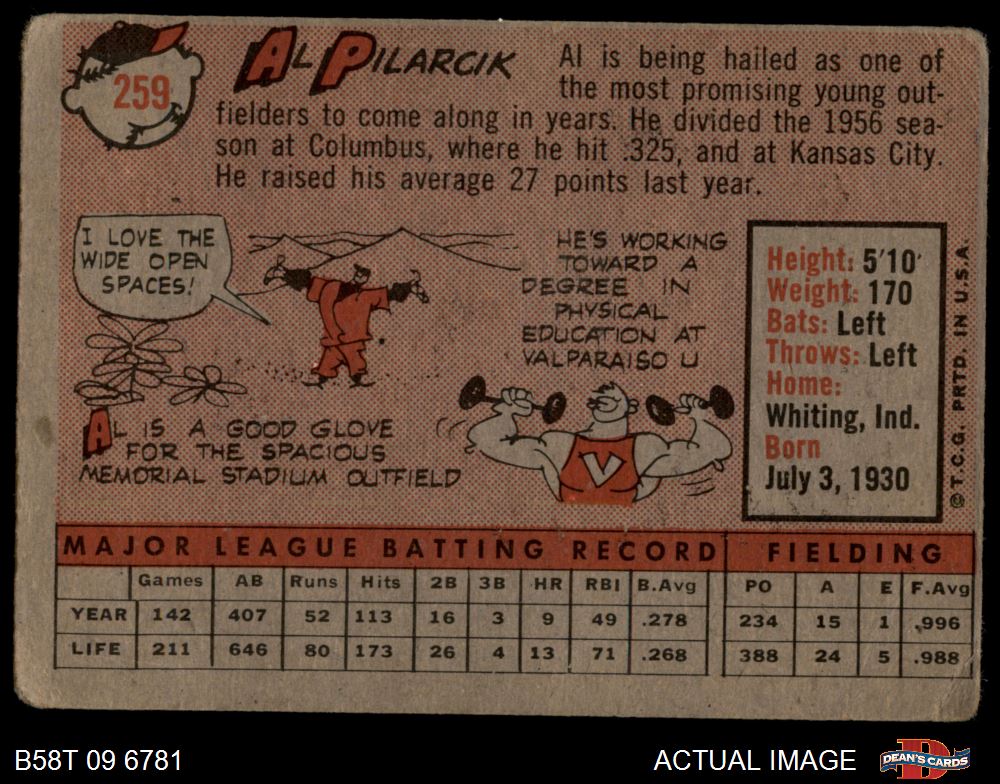 259
AL PILARCIK
Al is being hailed as one of
the most promising young out-
fielders to come along in years. He divided the 1956 sea-
son at Columbus, where he hit .325, and at Kansas City.
He raised his average 27 points last year.
I LOVE THE
WIDE OPEN
SPACES!
AL IS A GOOD GLOVE
FOR THE SPACIOUS
MEMORIAL STADIUM OUTFIELD
HE'S WORKING
TOWARD A
DEGREE IN
PHYSICAL
EDUCATION AT
VALPARAISO U
V
Height: 5'10"
Weight: 170
Bats: Left
Throws: Left
Home:
Whiting, Ind.
Born
July 3, 1930
© T.C.G. PRTD. IN U.S.A.
MAJOR LEAGUE BATTING RECORD FIELDING
Games AB Runs Hits 2B 3B HR RBI B.Avg PO A E F.Avg
YEAR 142 407 52 113 16 3 9 49 .278 234 15 1 .996
LIFE 211 646 80 173 26 4 13 71 .268 388 24 5 .988
B58T 09 6781
ACTUAL IMAGE
DEAN'S CARDS